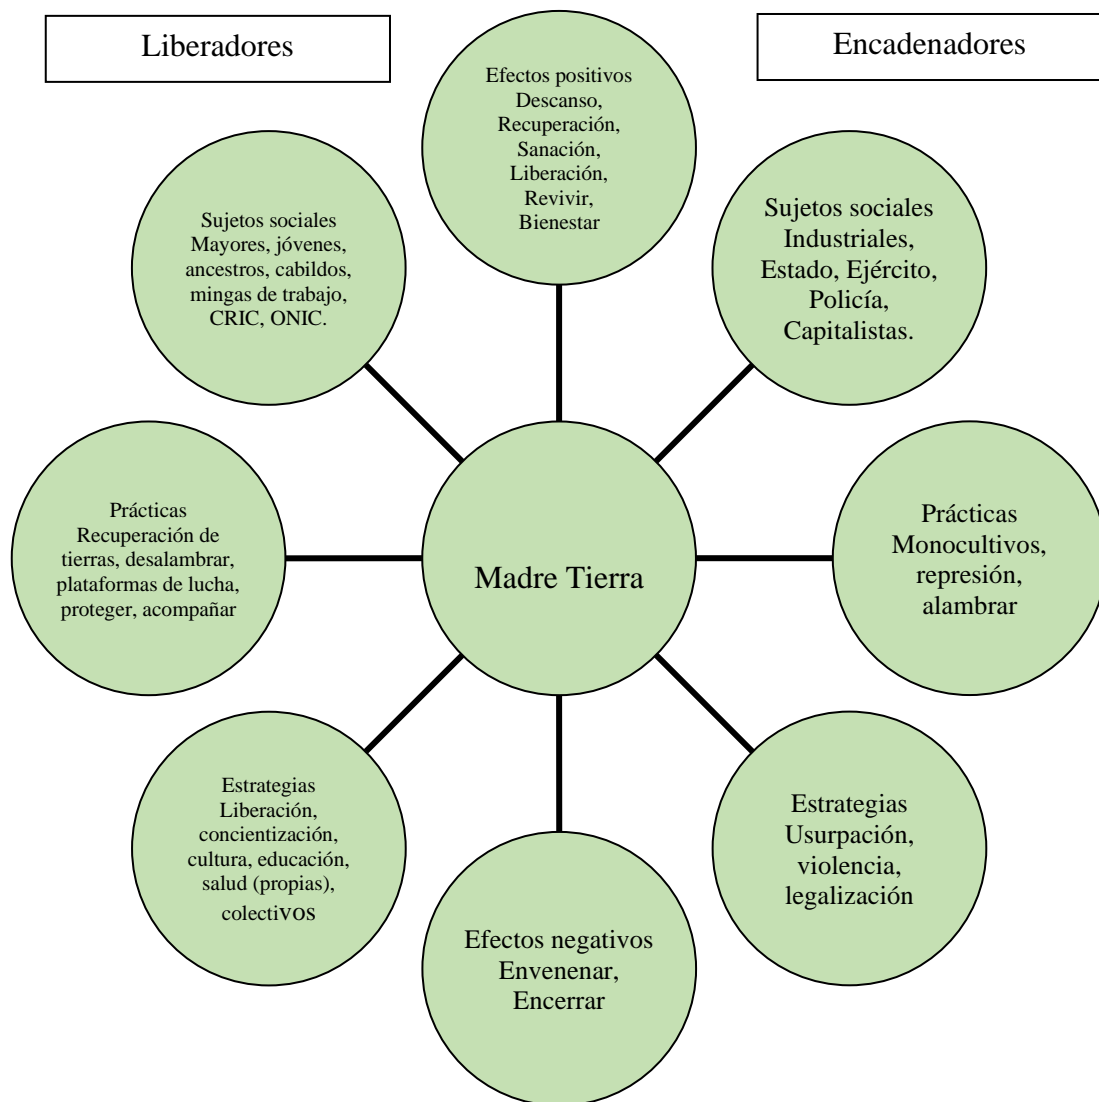 Liberadores
Encadenadores
Efectos positivos
Descanso,
Recuperación,
Sanación,
Liberación,
Revivir,
Bienestar
Sujetos sociales
Mayores, jóvenes,
ancestros, cabildos,
mingas de trabajo,
CRIC, ONIC.
Sujetos sociales
Industriales,
Estado, Ejército,
Policía,
Capitalistas.
Prácticas
Recuperación de
tierras, desalambrar,
plataformas de lucha,
proteger, acompañar
Madre Tierra
Prácticas
Monocultivos,
represión,
alambrar
Estrategias
Liberación,
concientización,
cultura, educación,
salud (propias),
colectivos
Efectos negativos
Envenenar,
Encerrar
Estrategias
Usurpación,
violencia,
legalización